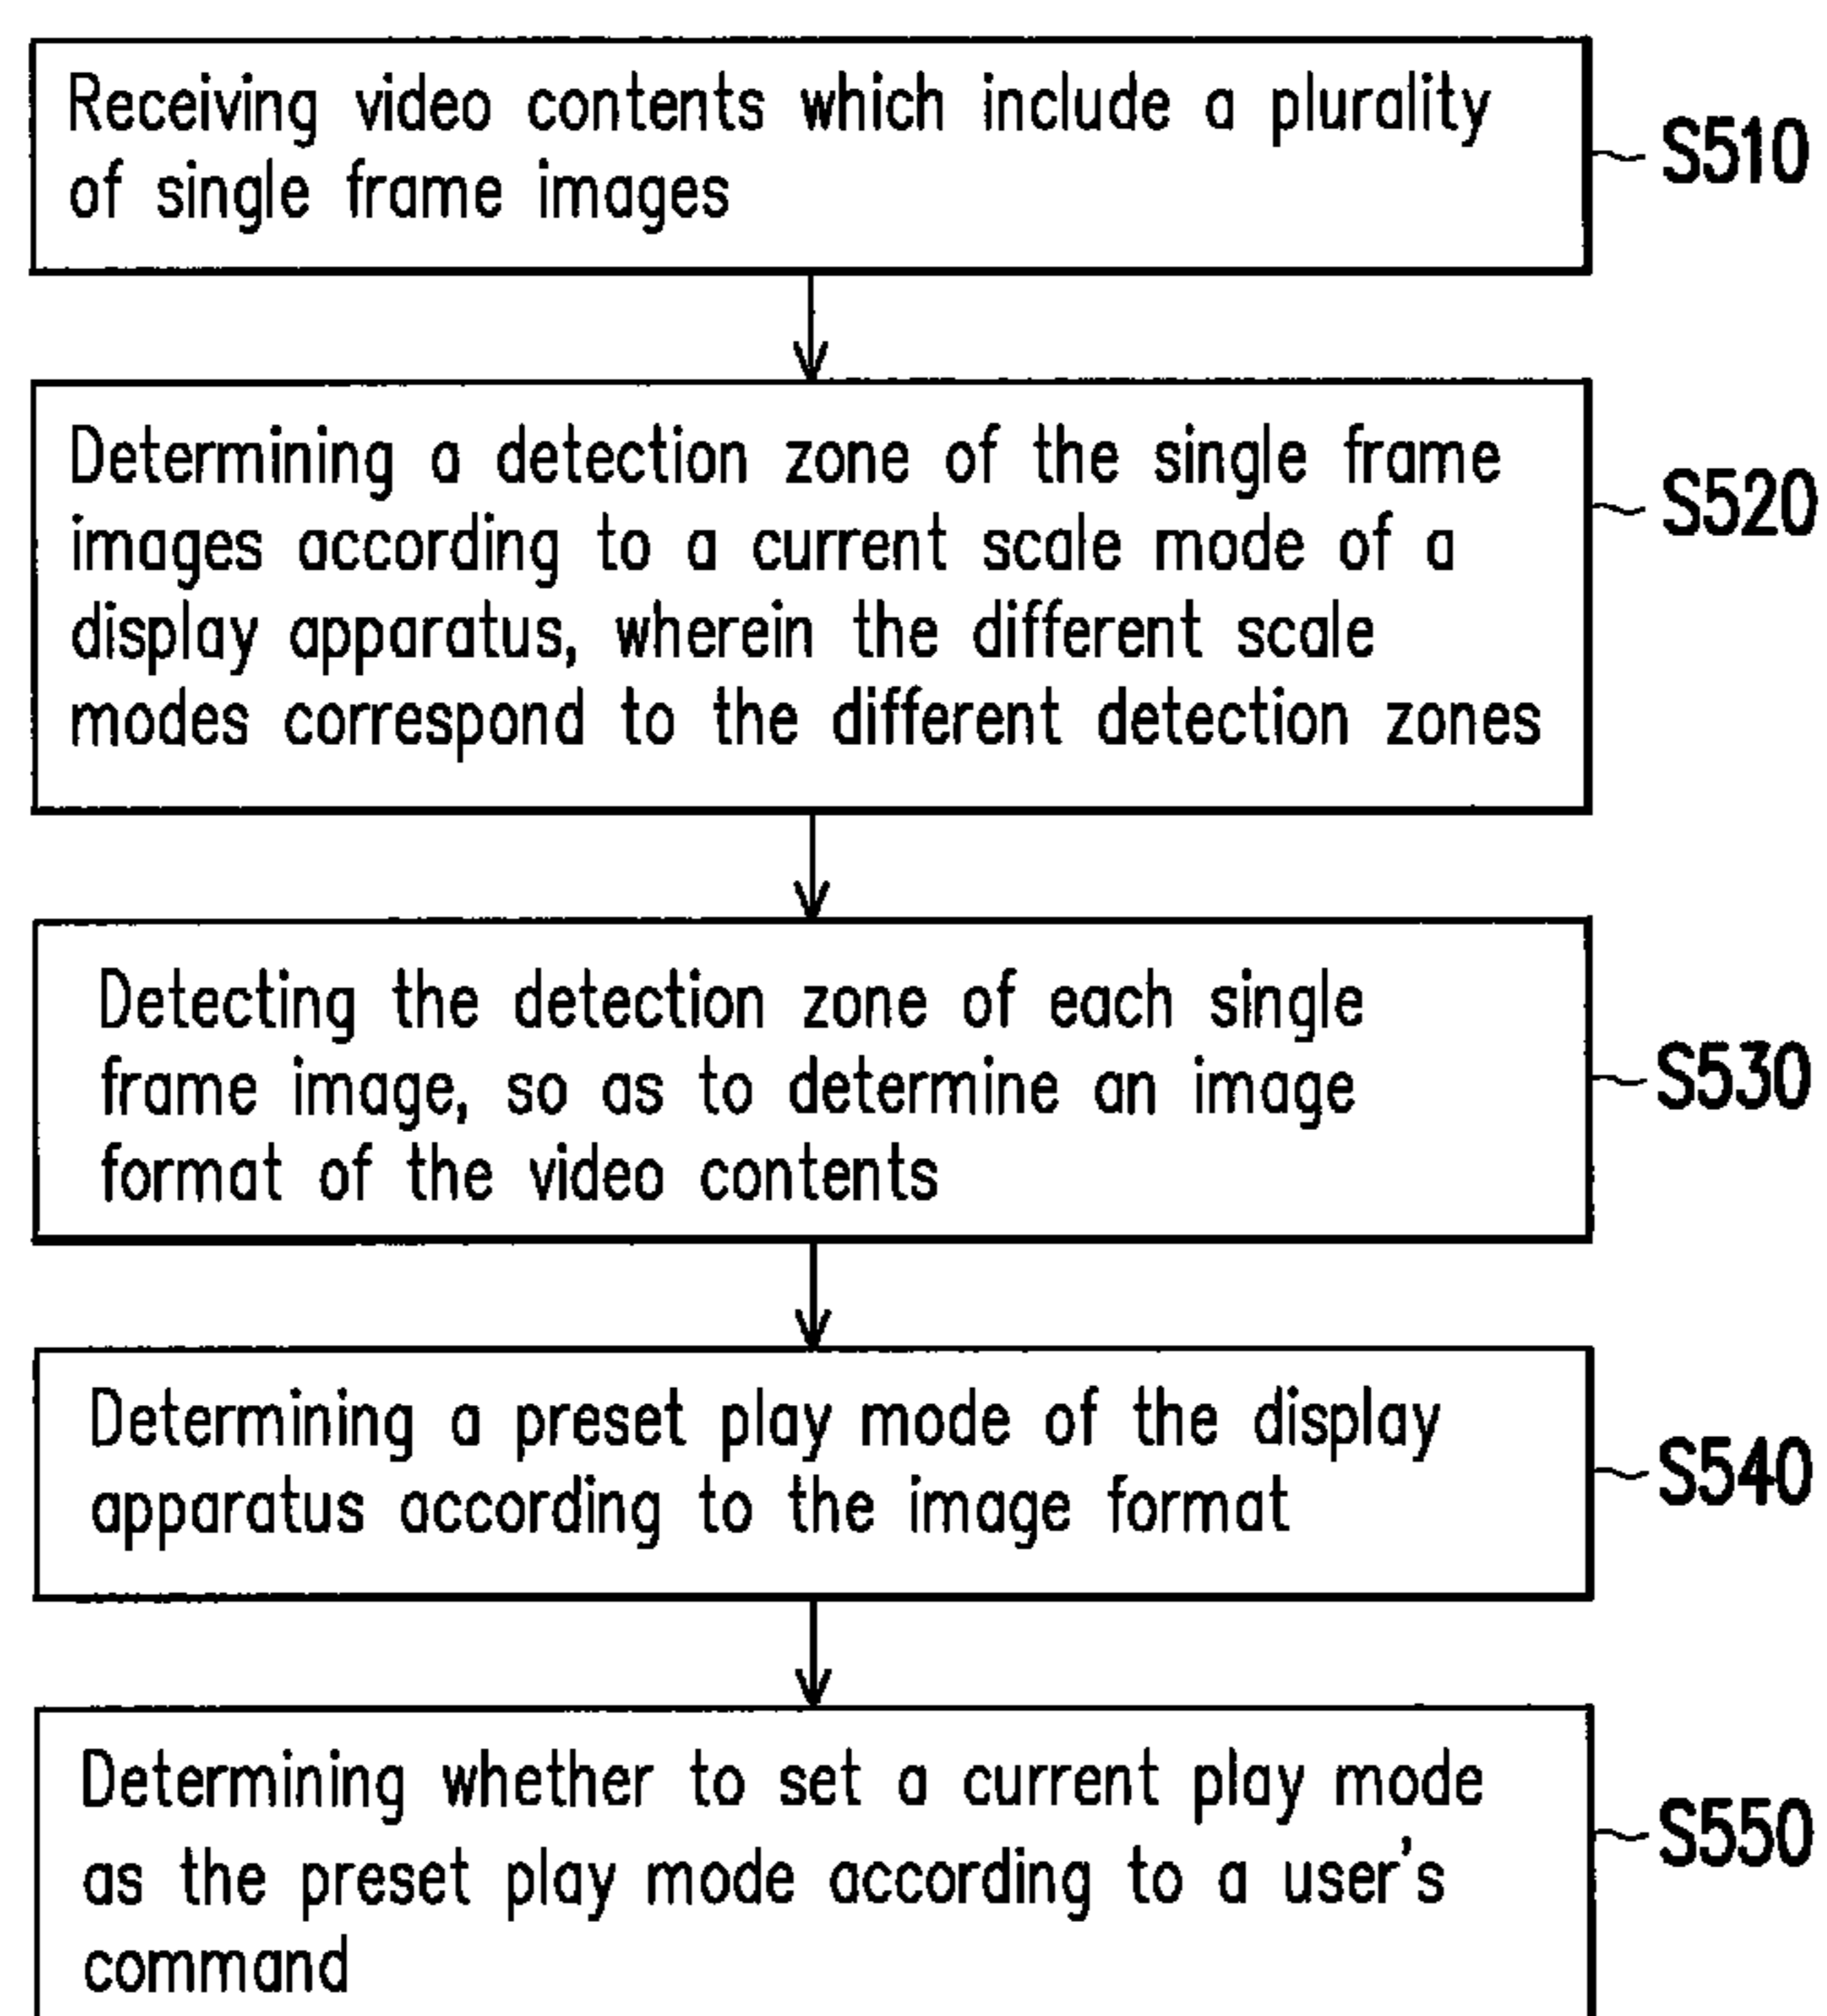 Receiving video contents which include a plurality
of single frame images
S510
Determining a detection zone of the single frame
images according to a current scale mode of a
display apparatus, wherein the different scale
modes correspond to the different detection zones
S520
Detecting the detection zone of each single
frame image, so as to determine an image
format of the video contents
S530
Determining a preset play mode of the display
apparatus according to the image format
S540
Determining whether to set a current play mode
as the preset play mode according to a user's
command
S550